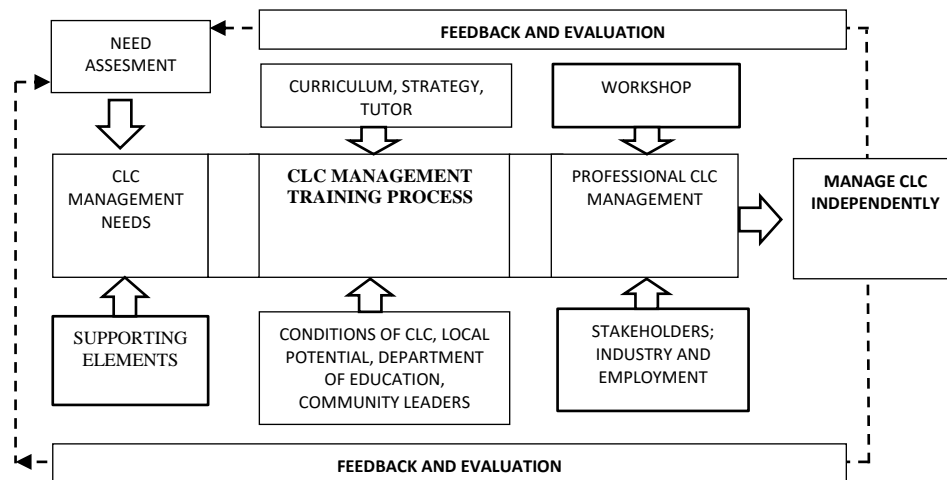 FEEDBACK AND EVALUATION
NEED
ASSESMENT
CURRICULUM, STRATEGY,
TUTOR
WORKSHOP
CLC
MANAGEMENT
NEEDS
CLC MANAGEMENT
TRAINING PROCESS
PROFESSIONAL CLC
MANAGEMENT
MANAGE CLC
INDEPENDENTLY
SUPPORTING
ELEMENTS
CONDITIONS OF CLC, LOCAL
POTENTIAL, DEPARTMENT
OF EDUCATION,
COMMUNITY LEADERS
STAKEHOLDERS;
INDUSTRY AND
EMPLOYMENT
FEEDBACK AND EVALUATION